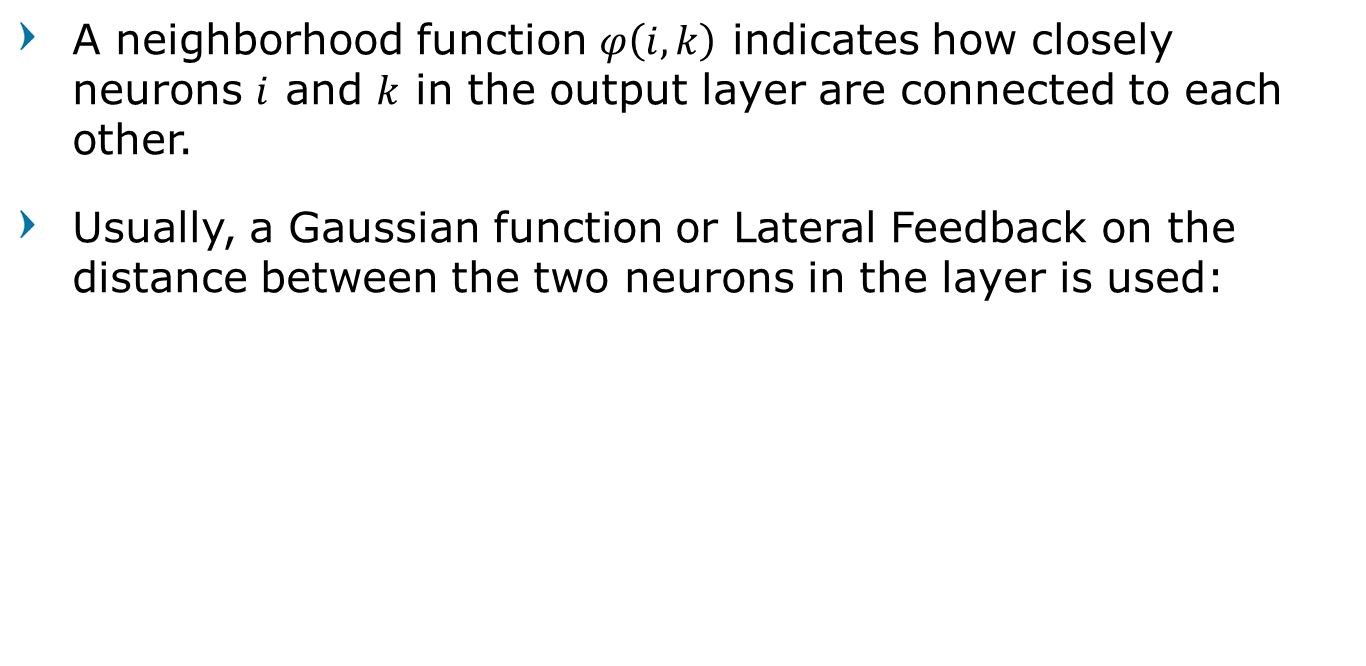 A neighborhood function φ(i, k) indicates how closely
neurons i and k in the output layer are connected to each
other.
Usually, a Gaussian function or Lateral Feedback on the
distance between the two neurons in the layer is used: